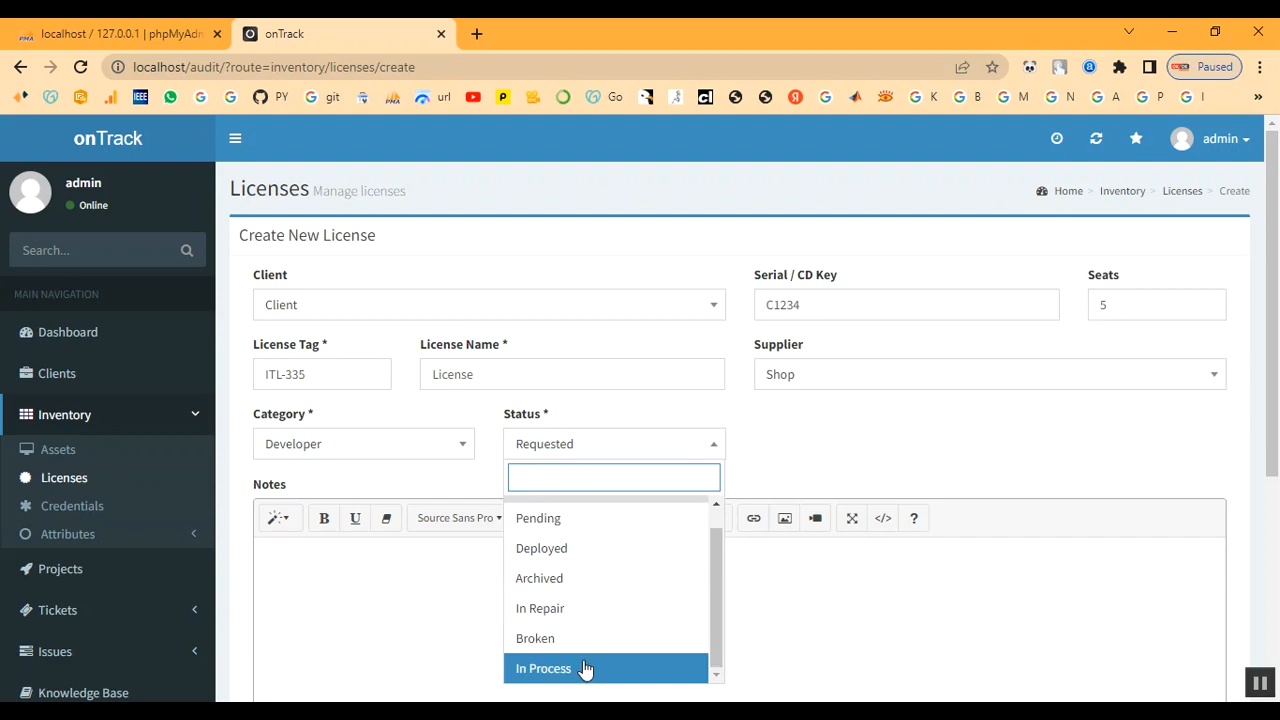 localhost / 127.0.0.1 | phpMyAdn
onTrack
localhost/audit/?route=inventory/licenses/create
Paused
IEEE
PY
git
url
Go
K
B
M
N
A
P
I
onTrack
admin
Licenses Manage licenses
Home > Inventory > Licenses > Create
admin
Online
Search...
MAIN NAVIGATION
Dashboard
Clients
Inventory
Assets
Licenses
Credentials
Attributes
Projects
Tickets
Issues
Knowledge Base
Create New License
Client
Serial / CD Key
Seats
Client
C1234
5
License Tag *
License Name *
Supplier
ITL-335
License
Shop
Category *
Status *
Developer
Requested
Notes
B U
Source Sans Pro
</> ?
Pending
Deployed
Archived
In Repair
Broken
In Process